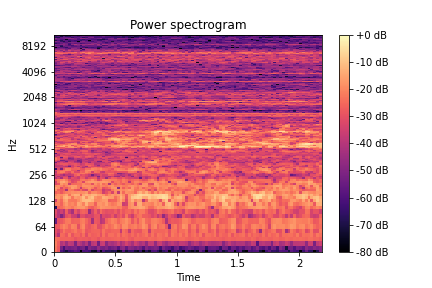 Power spectrogram
Hz
8192
4096
2048
1024
512
256
128
64
0
0
0.5
1
1.5
2
Time
+0 dB
-10 dB
-20 dB
-30 dB
-40 dB
-50 dB
-60 dB
-70 dB
-80 dB